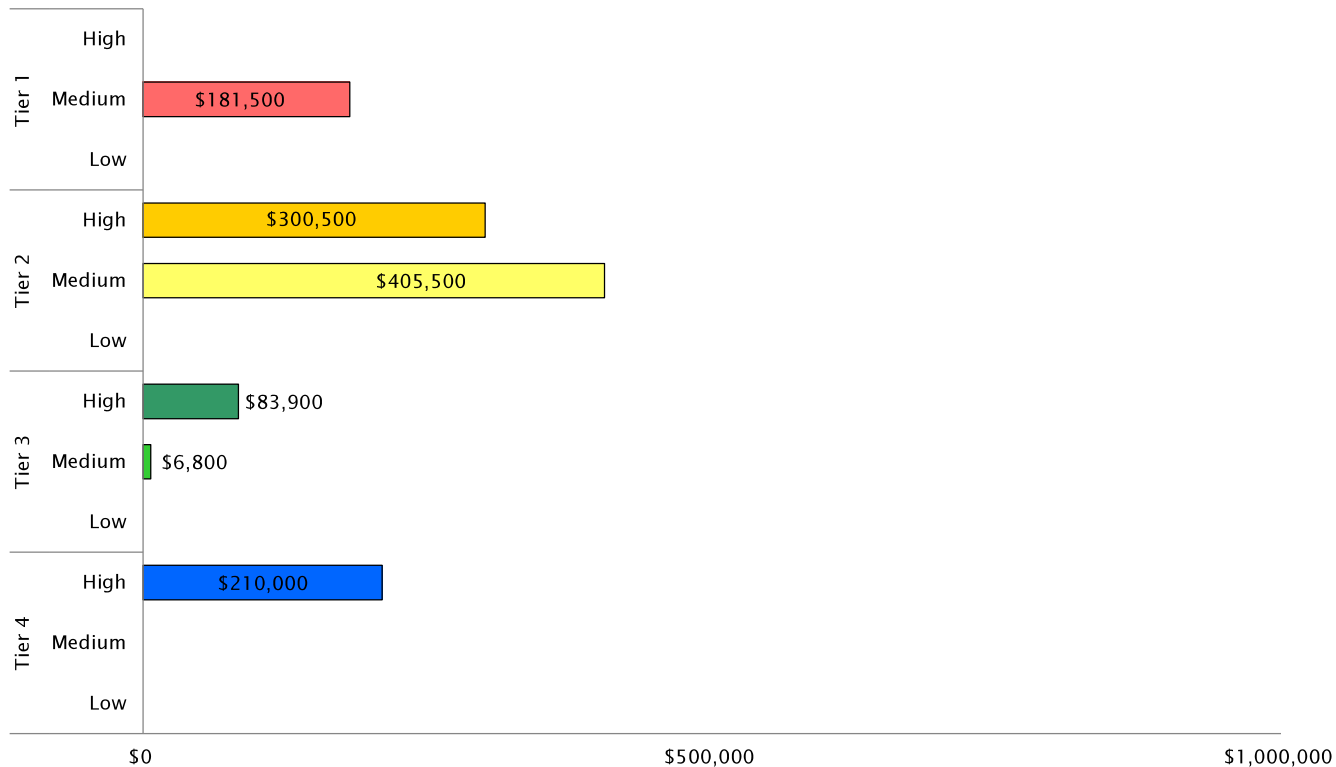 Tier 1
High
Medium $181,500
Low
Tier 2
High $300,500
Medium $405,500
Low
Tier 3
High $83,900
Medium $6,800
Low
Tier 4
High $210,000
Medium
Low
$0 $500,000 $1,000,000